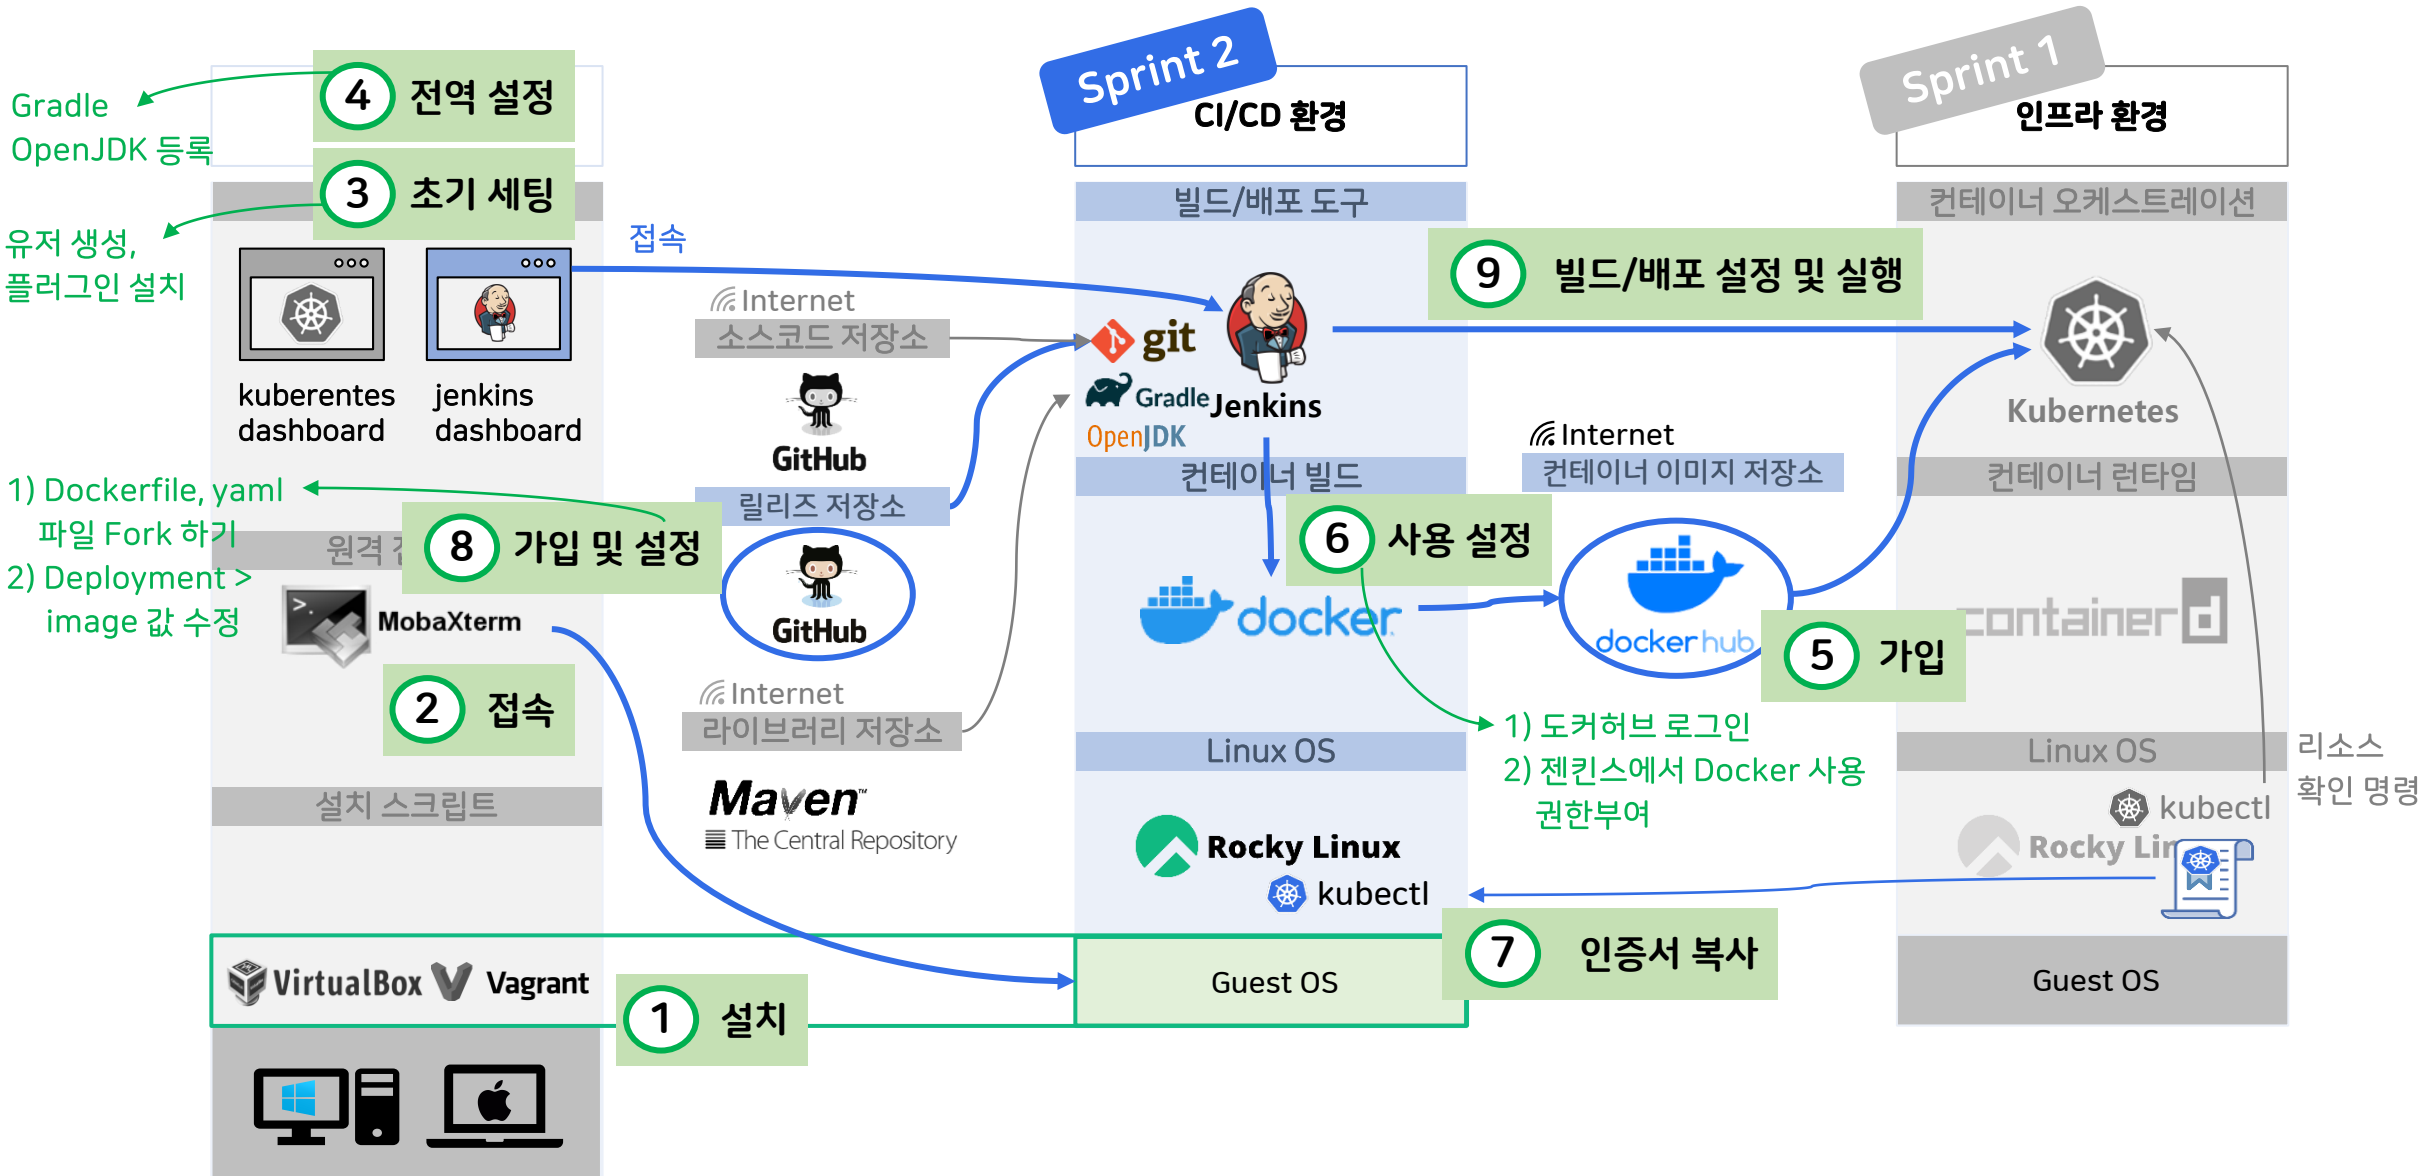 Sprint 2
CI/CD 환경
Sprint 1
인프라 환경
4 전역 설정
Gradle
OpenJDK 등록
3 초기 세팅
유저 생성,
플러그인 설치
kuberentes
dashboard
jenkins
dashboard
접속
Internet
소스코드 저장소
GitHub
릴리즈 저장소
GitHub
8 가입 및 설정
1) Dockerfile, yaml
파일 Fork 하기
2) Deployment >
image 값 수정
원격
MobaXterm
2 접속
Internet
라이브러리 저장소
Maven™
The Central Repository
설치 스크립트
VirtualBox
Vagrant
1 설치
빌드/배포 도구
git
Gradle
OpenJDK
Jenkins
컨테이너 빌드
docker
6 사용 설정
1) 도커허브 로그인
2) 젠킨스에서 Docker 사용
권한부여
Linux OS
Rocky Linux
kubectl
Guest OS
7 인증서 복사
9 빌드/배포 설정 및 실행
Internet
컨테이너 이미지 저장소
docker hub
5 가입
컨테이너 오케스트레이션
Kubernetes
컨테이너 런타임
containerd
Linux OS
리소스
확인 명령
kubectl
Rocky Lin
Guest OS